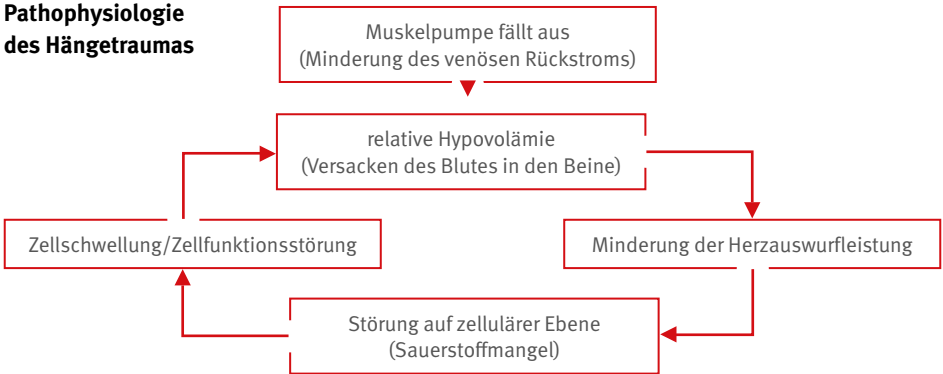 Pathophysiologie
des Hängetraumas
Muskelpumpe fällt aus
(Minderung des venösen Rückstroms)
relative Hypovolämie
(Versacken des Blutes in den Beine)
Zellschwellung/Zellfunktionsstörung
Minderung der Herzauswurfleistung
Störung auf zellulärer Ebene
(Sauerstoffmangel)